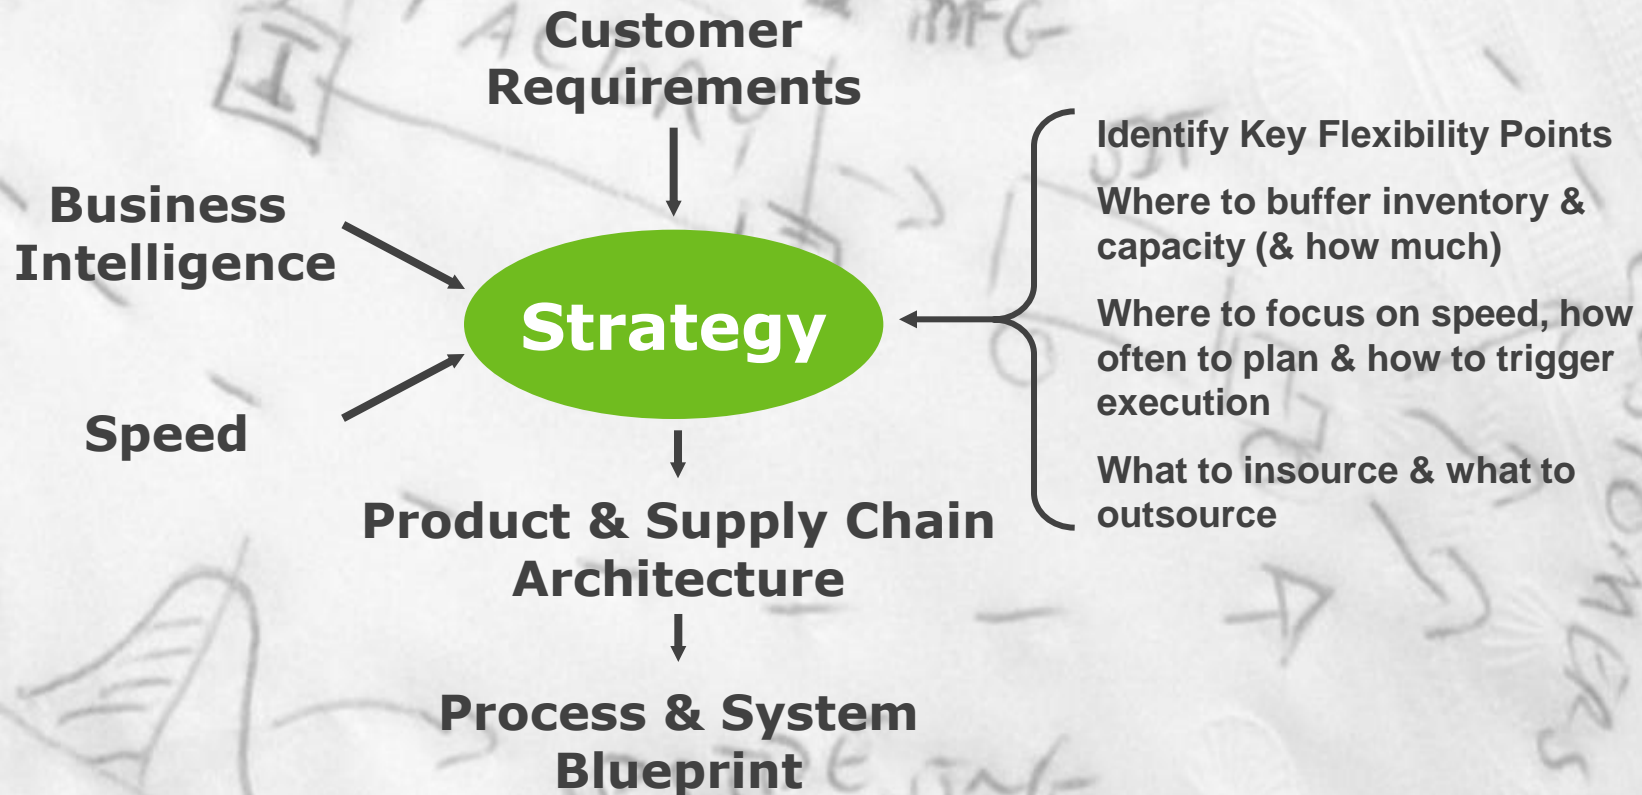 Customer
Requirements
Business
Intelligence
Speed
Strategy
Identify Key Flexibility Points
Where to buffer inventory &
capacity (& how much)
Where to focus on speed, how
often to plan & how to trigger
execution
What to insource & what to
outsource
Product & Supply Chain
Architecture
Process & System
Blueprint
MFG